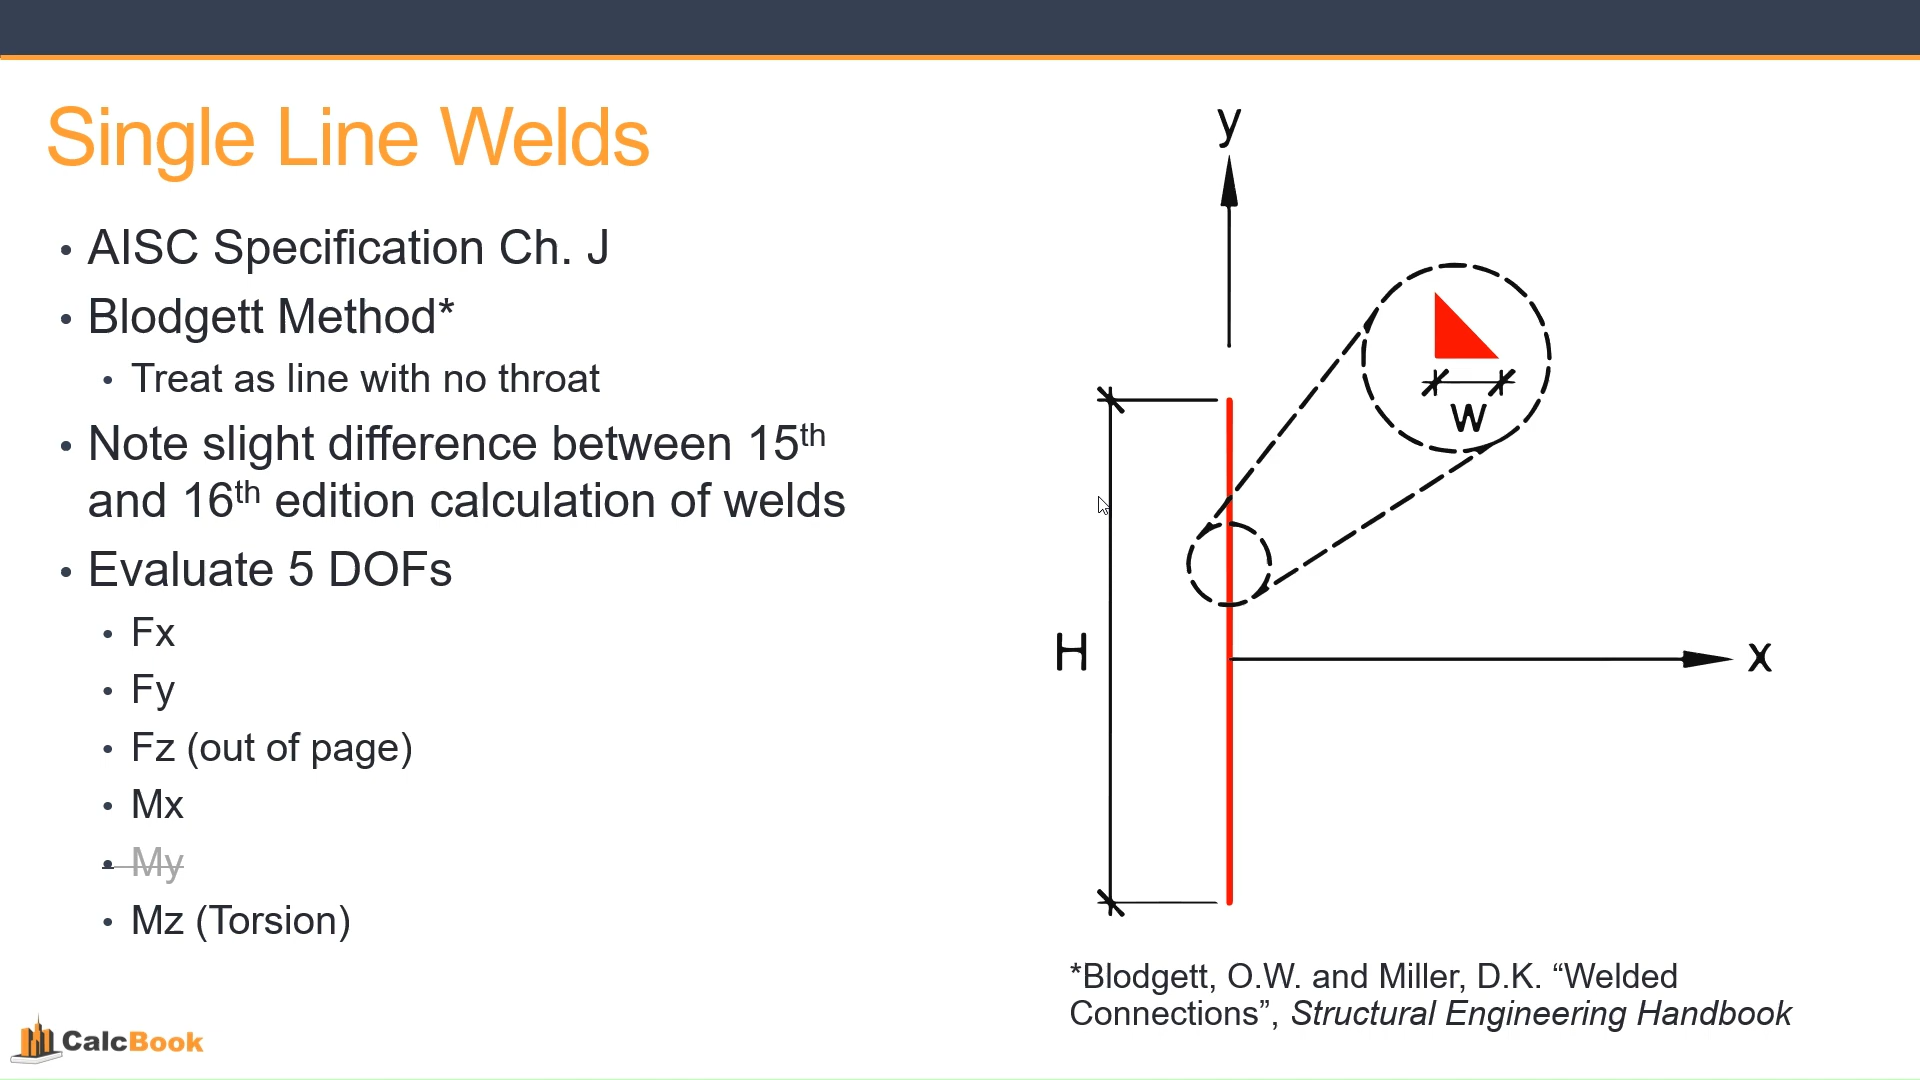 Single Line Welds
• AISC Specification Ch. J
• Blodgett Method*
• Treat as line with no throat
• Note slight difference between 15th
and 16th edition calculation of welds
• Evaluate 5 DOFs
• Fx
• Fy
• Fz (out of page)
• Mx
• My
• Mz (Torsion)
y
w
H
x
*Blodgett, O.W. and Miller, D.K. “Welded
Connections”, Structural Engineering Handbook
CalcBook